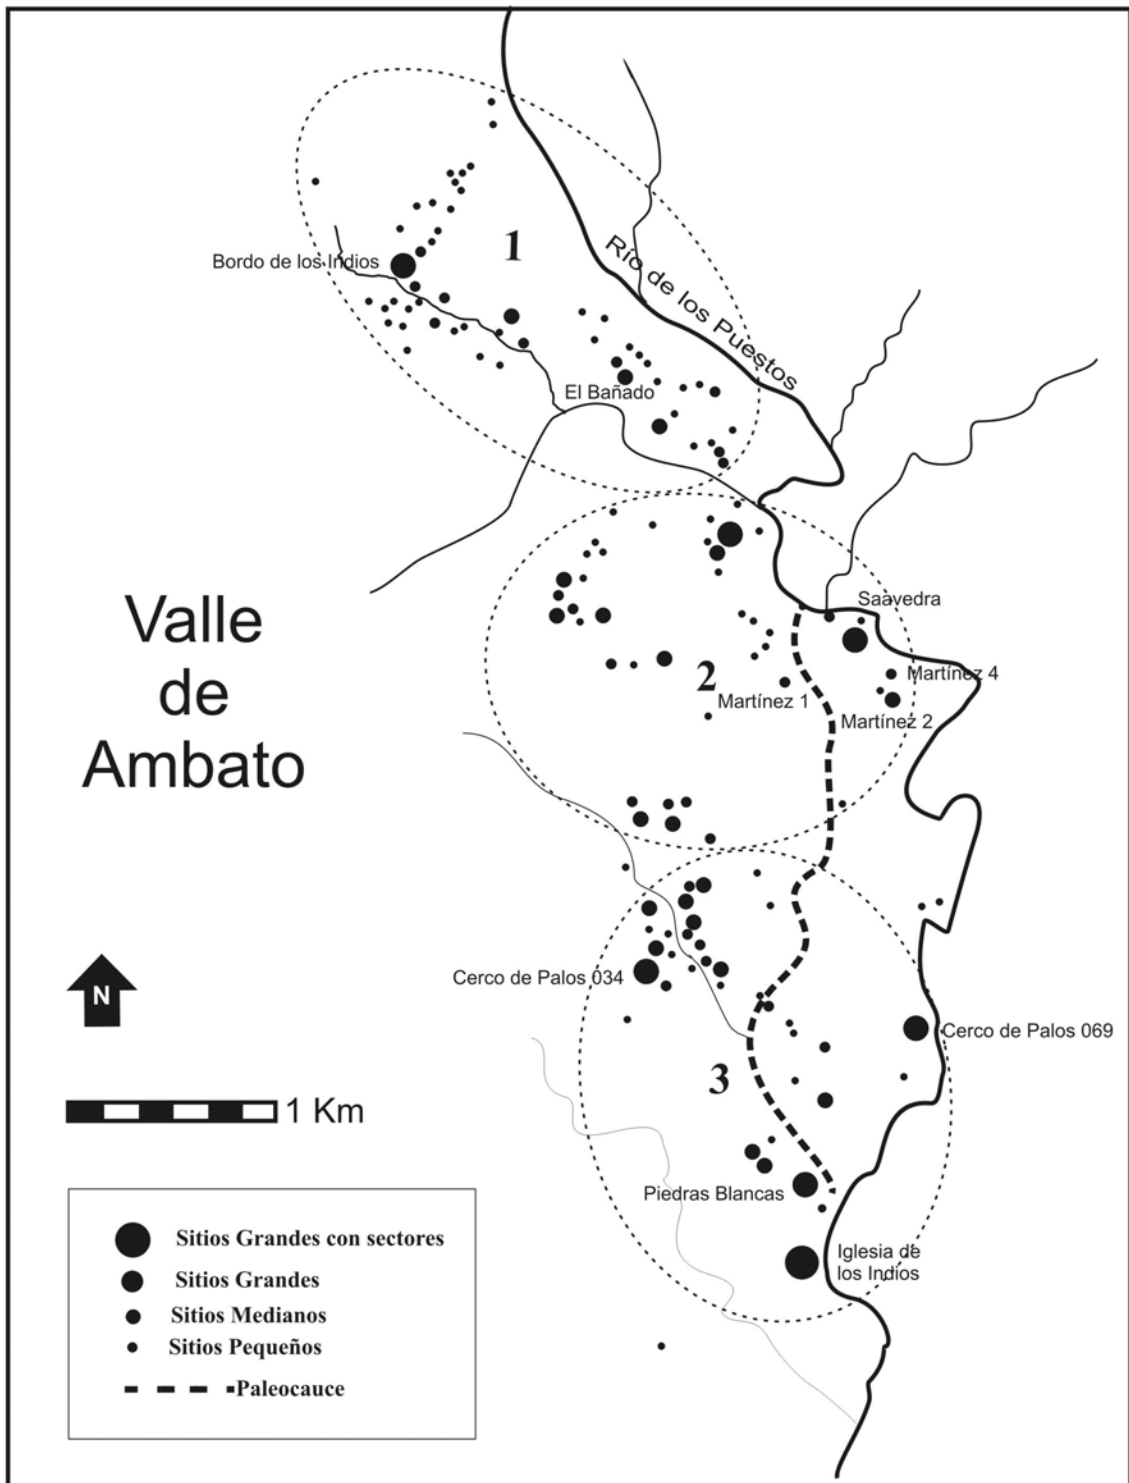 1
Bordo de los Indios
Río de los Puestos
El Bañado
Valle
de
Ambato
Saavedra
2
Martínez 4
Martínez 1
Martínez 2
Cerco de Palos 034
N
Cerco de Palos 069
3
1 Km
Piedras Blancas
Iglesia de
los Indios
Sitios Grandes con sectores
Sitios Grandes
Sitios Medianos
Sitios Pequeños
Paleocauce